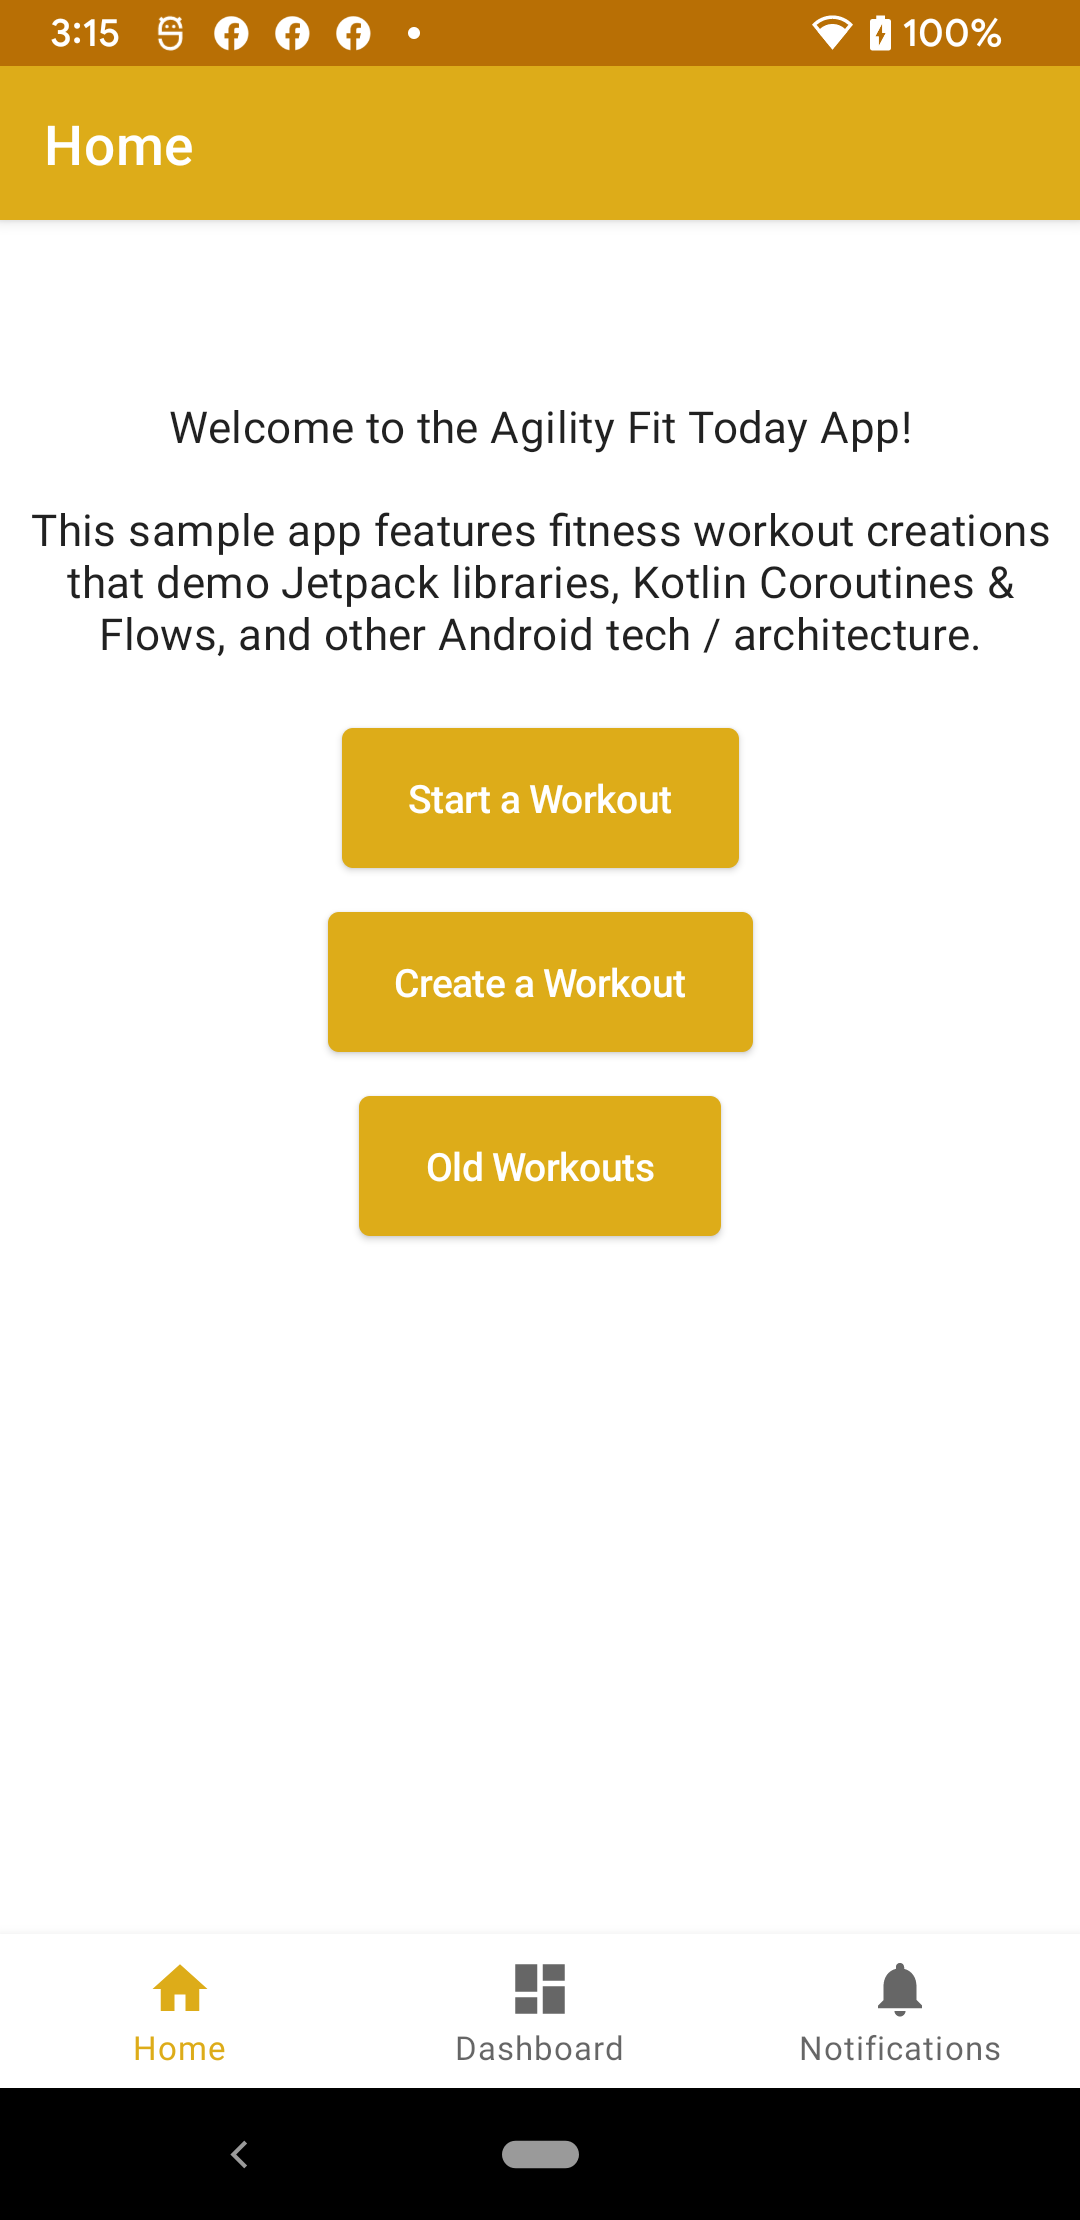 3:15
100%
Home
Welcome to the Agility Fit Today App!
This sample app features fitness workout creations
that demo Jetpack libraries, Kotlin Coroutines &
Flows, and other Android tech / architecture.
Start a Workout
Create a Workout
Old Workouts
Home
Dashboard
Notifications